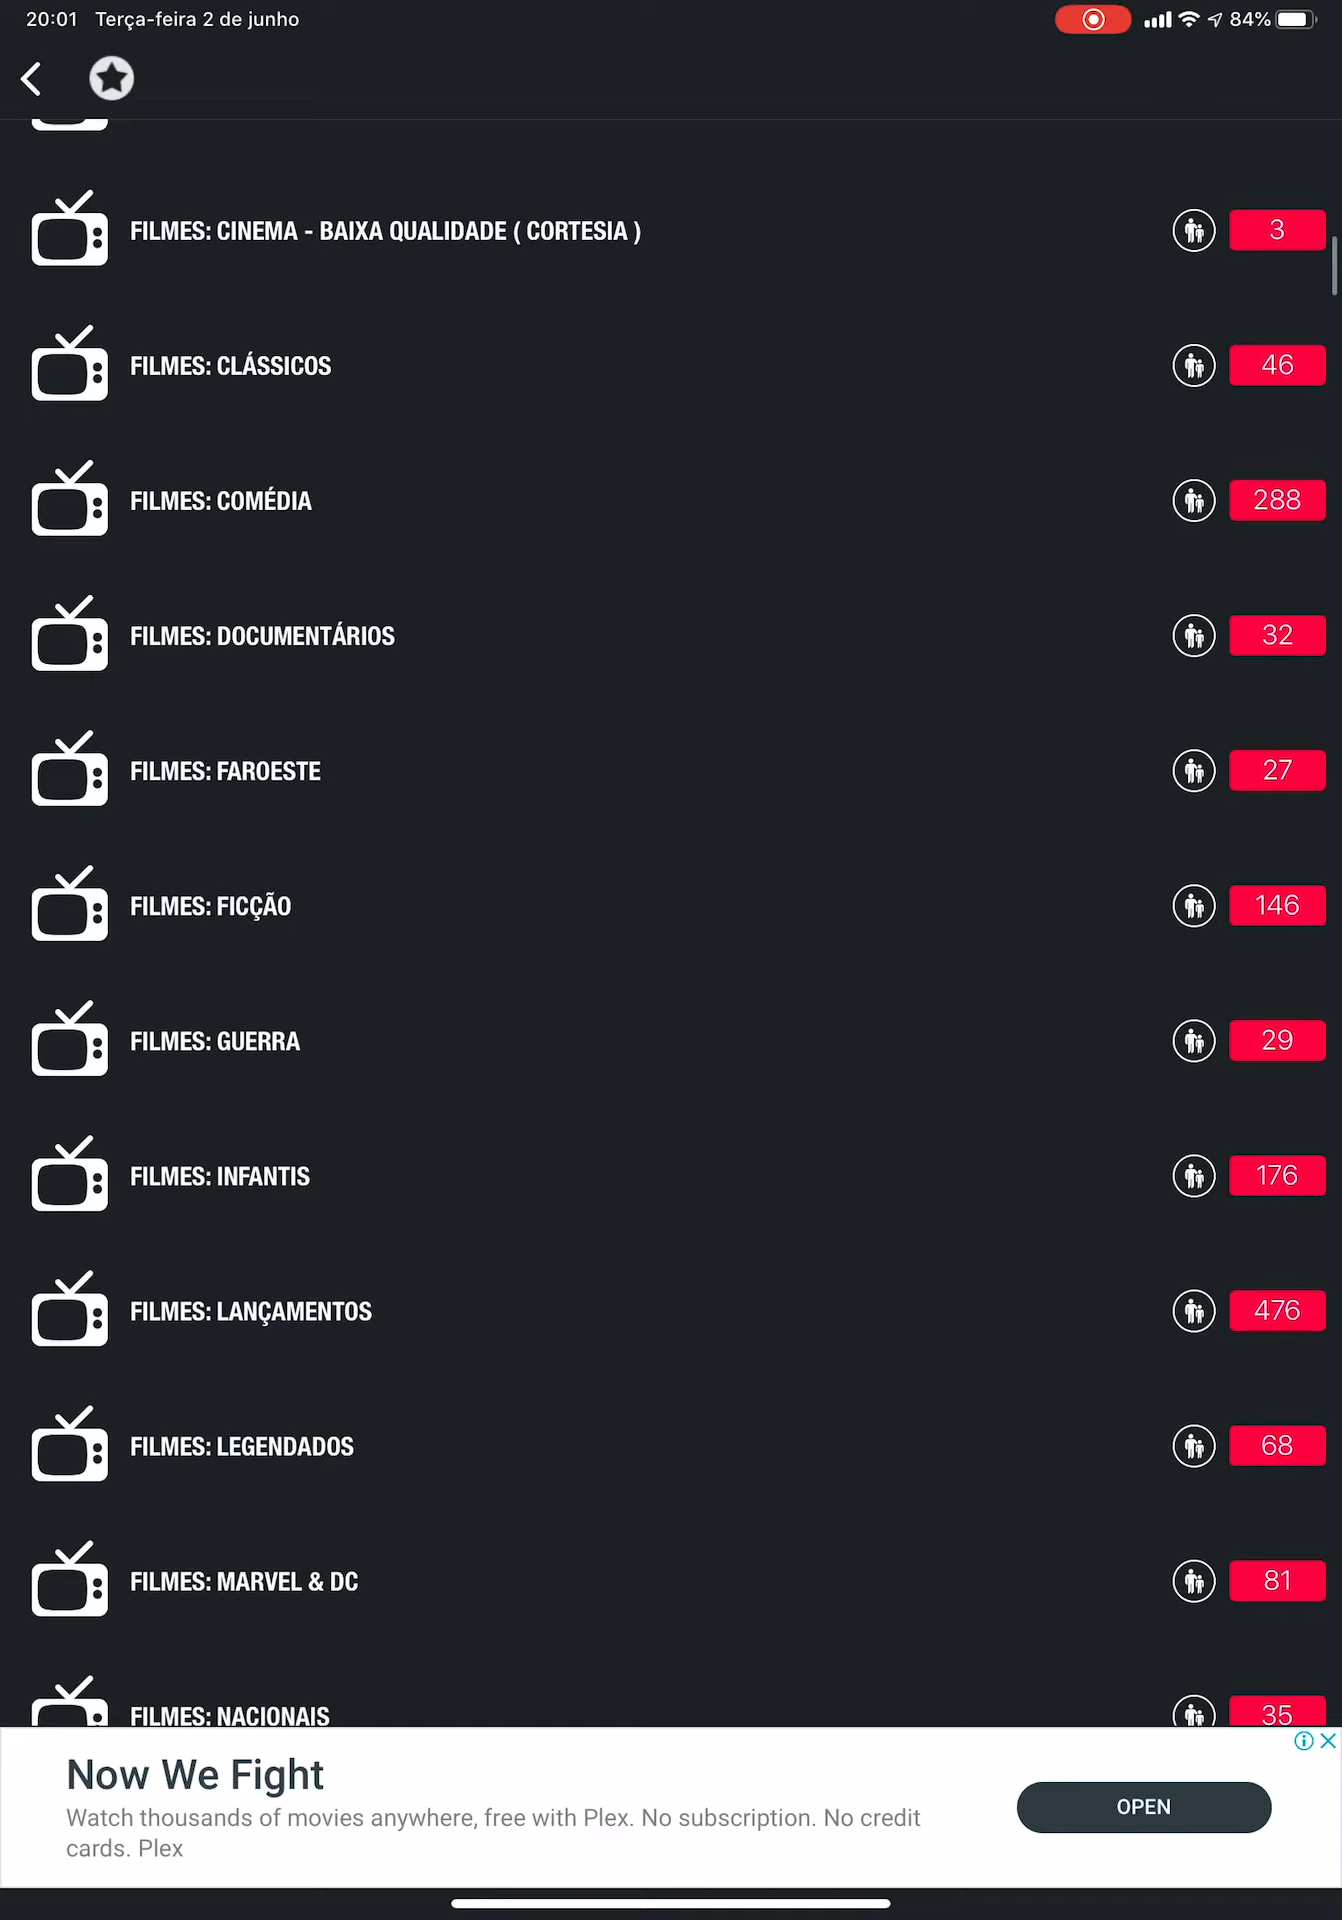 20:01 Terça-feira 2 de junho 84%
FILMES: CINEMA - BAIXA QUALIDADE ( CORTESIA ) 3
FILMES: CLÁSSICOS 46
FILMES: COMÉDIA 288
FILMES: DOCUMENTÁRIOS 32
FILMES: FAROESTE 27
FILMES: FICÇÃO 146
FILMES: GUERRA 29
FILMES: INFANTIS 176
FILMES: LANÇAMENTOS 476
FILMES: LEGENDADOS 68
FILMES: MARVEL & DC 81
FILMES: NACIONAIS 35
Now We Fight
Watch thousands of movies anywhere, free with Plex. No subscription. No credit
cards. Plex
OPEN